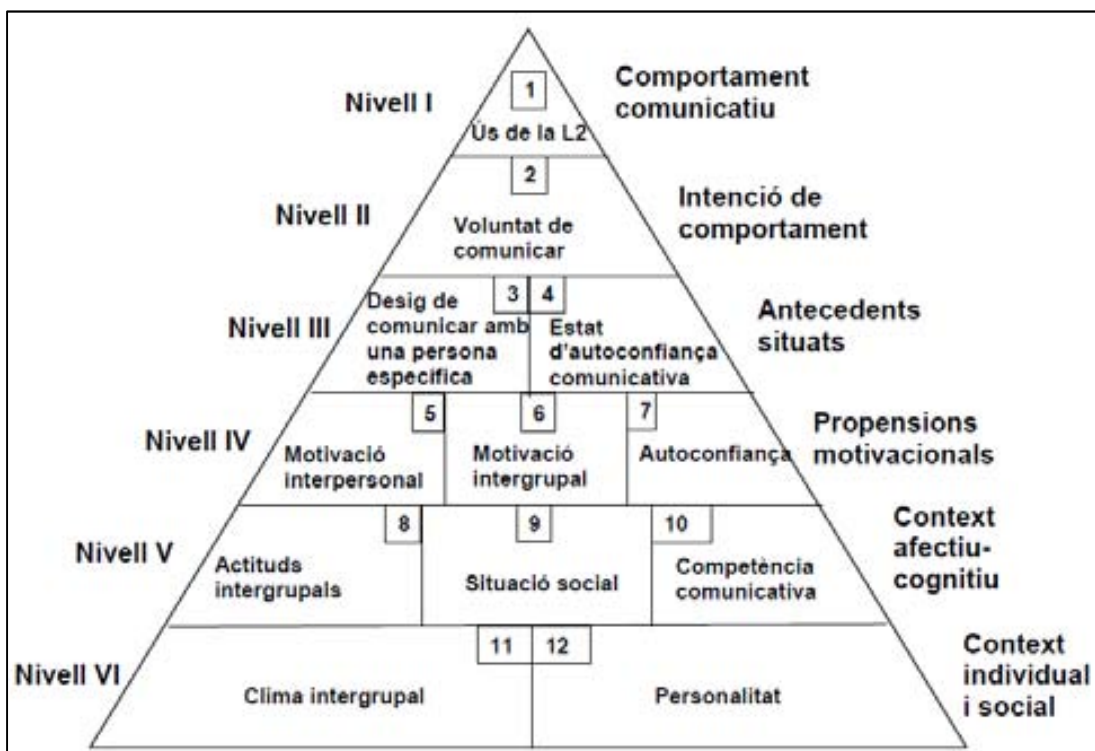 Nivell I
1
Ús de la L2
Comportament
comunicatiu
Nivell II
2
Voluntat de
comunicar
Intenció de
comportament
Nivell III
3
Desig de
comunicar amb
una persona
específica
4
Estat
d'autoconfiança
comunicativa
Antecedents
situats
Nivell IV
5
Motivació
interpersonal
6
Motivació
intergrupal
7
Autoconfiança
Propensions
motivacionals
Nivell V
8
Actituds
intergrupals
9
Situació social
10
Competència
comunicativa
Context
afectiu-
cognitiu
Nivell VI
11
Clima intergrupal
12
Personalitat
Context
individual
i social